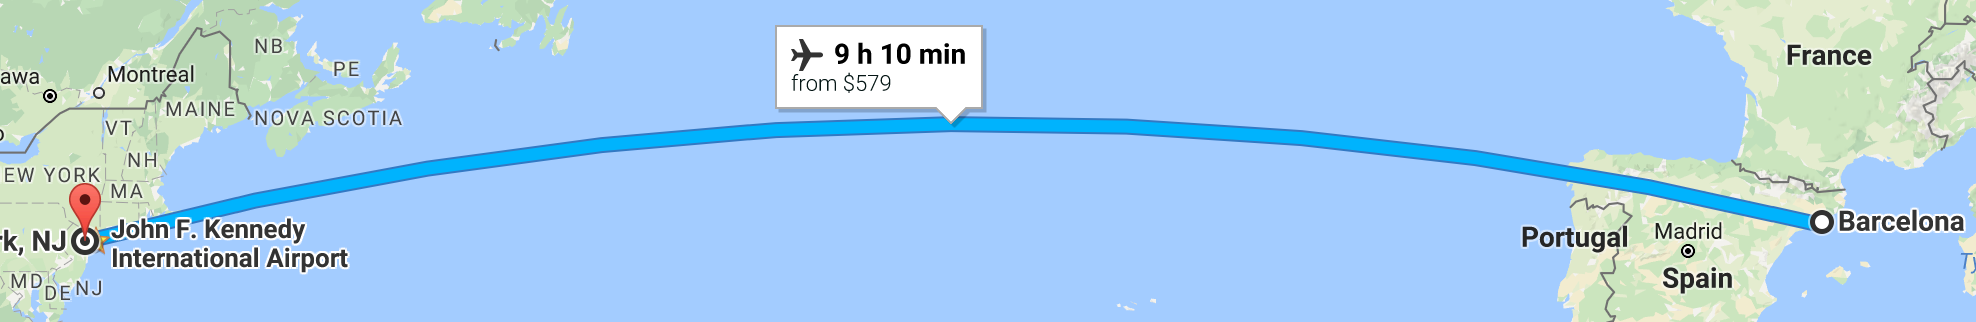 NB
France
9 h 10 min
from $579
awa
Montreal
PE
MAINE
NOVA SCOTIA
VT
NH
EW YORK
MA
rk, NJ
John F. Kennedy
International Airport
Barcelona
Portugal
Madrid
Spain
MD
DE
NJ
Ty